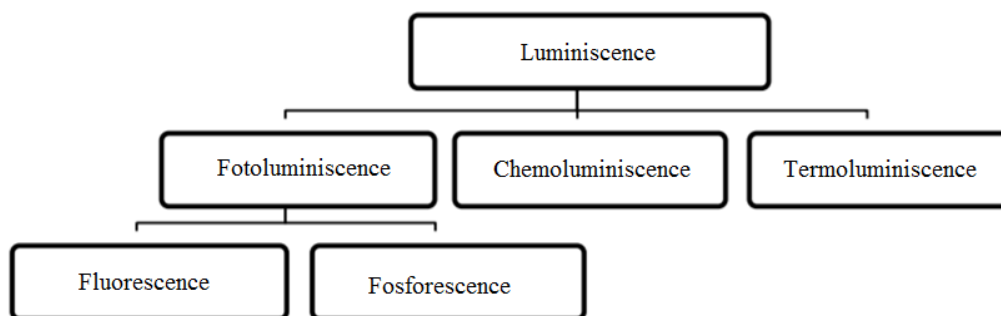 Luminiscence
Fotoluminiscence
Chemoluminiscence
Termoluminiscence
Fluorescence
Fosforescence